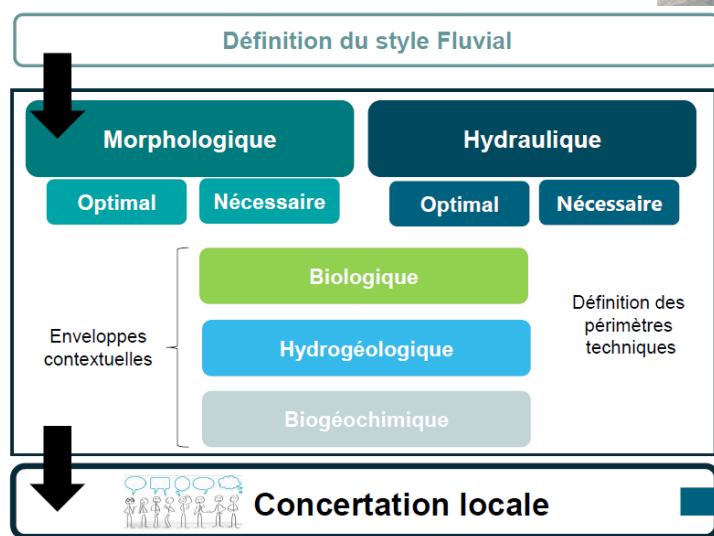 Définition du style Fluvial
Morphologique
Hydraulique
Optimal
Nécessaire
Optimal
Nécessaire
Biologique
Enveloppes
contextuelles
Hydrogéologique
Définition des
périmètres
techniques
Biogéochimique
Concertation locale